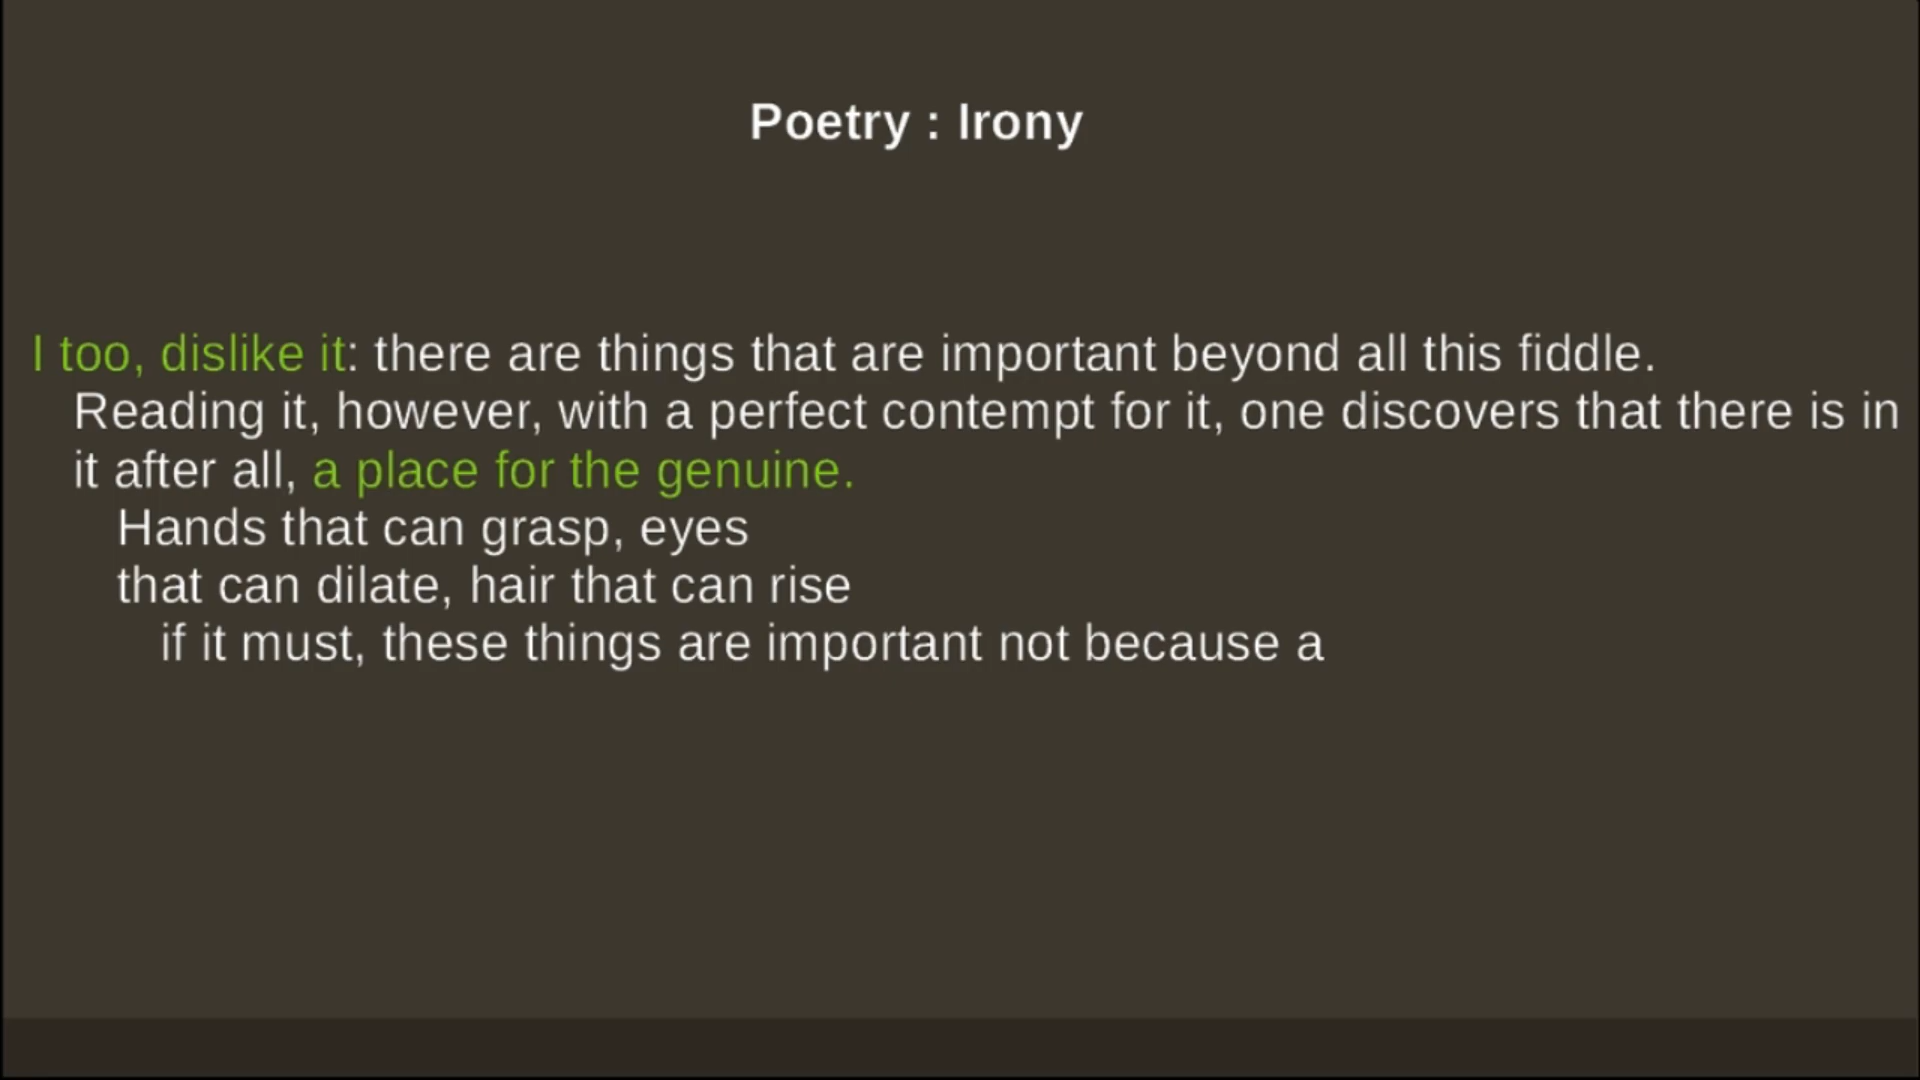 Poetry : Irony
I too, dislike it: there are things that are important beyond all this fiddle.
Reading it, however, with a perfect contempt for it, one discovers that there is in
it after all, a place for the genuine.
Hands that can grasp, eyes
that can dilate, hair that can rise
if it must, these things are important not because a